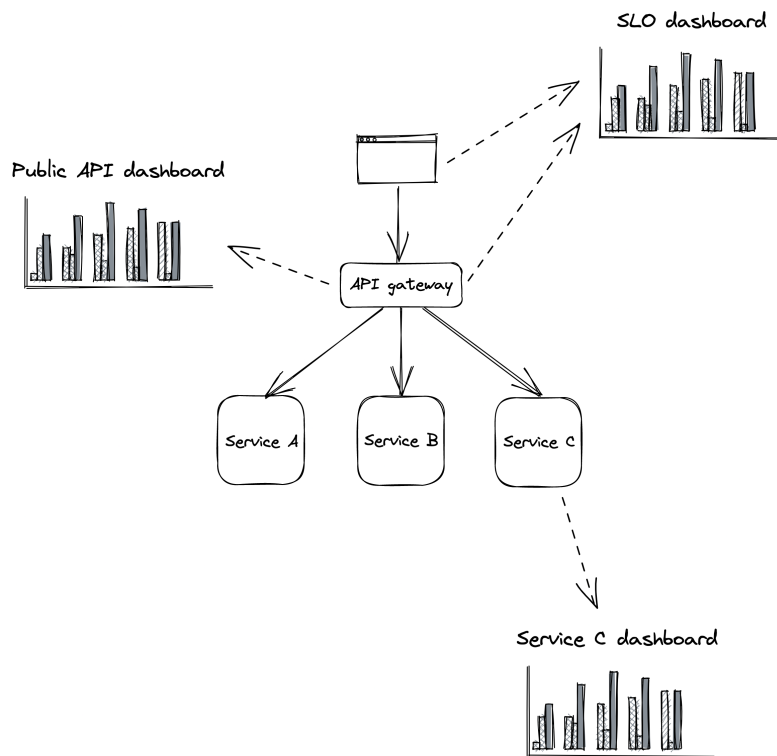 SLO dashboard
Public API dashboard
API gateway
Service A
Service B
Service C
Service C dashboard